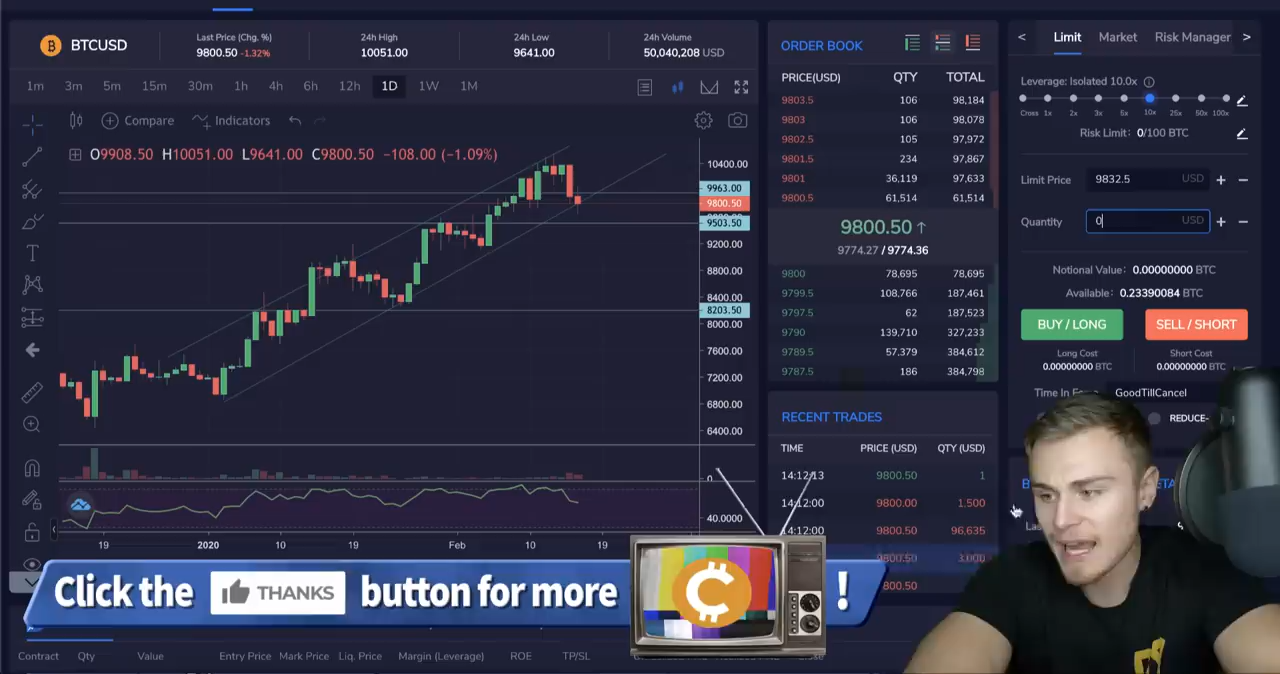 BTCUSD
Last Price (Chg. %)
9800.50 -1.32%
24h High
10051.00
24h Low
9641.00
24h Volume
50,040,208 USD
1m 3m 5m 15m 30m 1h 4h 6h 12h 1D 1W 1M
Compare Indicators
O9908.50 H10051.00 L9641.00 C9800.50 −108.00 (−1.09%)
10400.00
9963.00
9800.50
9503.50
9200.00
8800.00
8400.00
8203.50
8000.00
7600.00
7200.00
6800.00
6400.00
0
40.0000
19 2020 10 19 Feb 10 19
ORDER BOOK
PRICE(USD) QTY TOTAL
9803.5 106 98,184
9803 106 98,078
9802.5 105 97,972
9801.5 234 97,867
9801 36,119 97,633
9800.5 61,514 61,514
9800.50 ↑
9774.27 / 9774.36
9800 78,695 78,695
9799.5 108,766 187,461
9797.5 62 187,523
9790 139,710 327,233
9789.5 57,379 384,612
9787.5 186 384,798
RECENT TRADES
TIME PRICE (USD) QTY (USD)
14:12:13 9800.50 1
14:12:00 9800.00 1,500
14:12:00 9800.50 96,635
9800.50 3,000
800.50
< Limit Market Risk Manager >
Leverage: Isolated 10.0x
Cross 1x 2x 3x 5x 10x 25x 50x 100x
Risk Limit: 0/100 BTC
Limit Price 9832.5 USD + −
Quantity 0 USD + −
Notional Value: 0.00000000 BTC
Available: 0.23390084 BTC
BUY / LONG SELL / SHORT
Long Cost Short Cost
0.00000000 BTC 0.00000000 BTC
Time In GoodTillCancel
REDUCE-
Click the THANKS button for more !
Contract Qty Value Entry Price Mark Price Liq. Price Margin (Leverage) ROE TP/SL